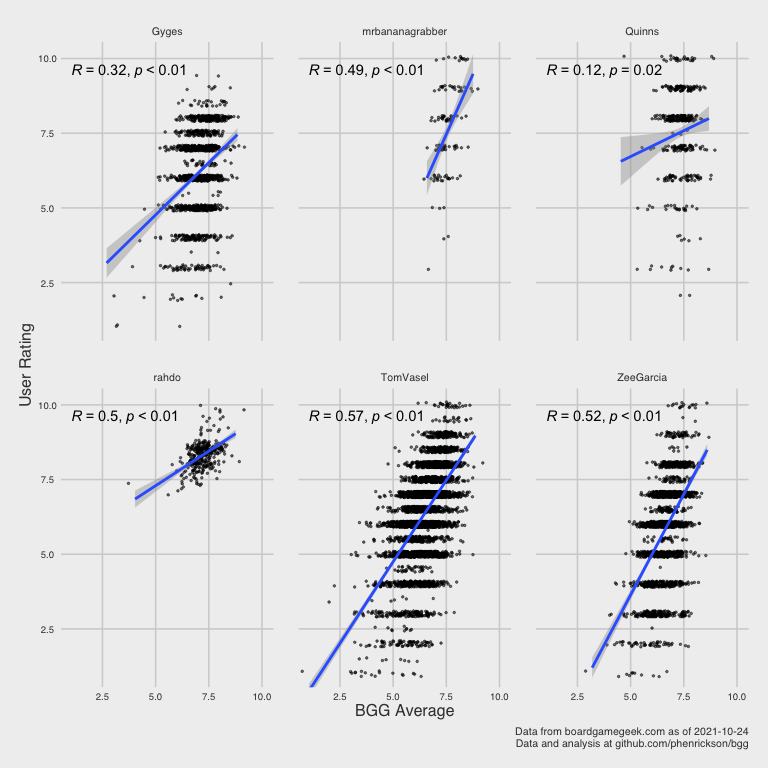 Gyges
mrbananagrabber
Quinns
10.0
7.5
5.0
2.5
R = 0.32, p < 0.01
R = 0.49, p < 0.01
R = 0.12, p = 0.02
User Rating
rahdo
TomVasel
ZeeGarcia
10.0
7.5
5.0
2.5
R = 0.5, p < 0.01
R = 0.57, p < 0.01
R = 0.52, p < 0.01
2.5 5.0 7.5 10.0
2.5 5.0 7.5 10.0
2.5 5.0 7.5 10.0
BGG Average
Data from boardgamegeek.com as of 2021-10-24
Data and analysis at github.com/phenrickson/bgg